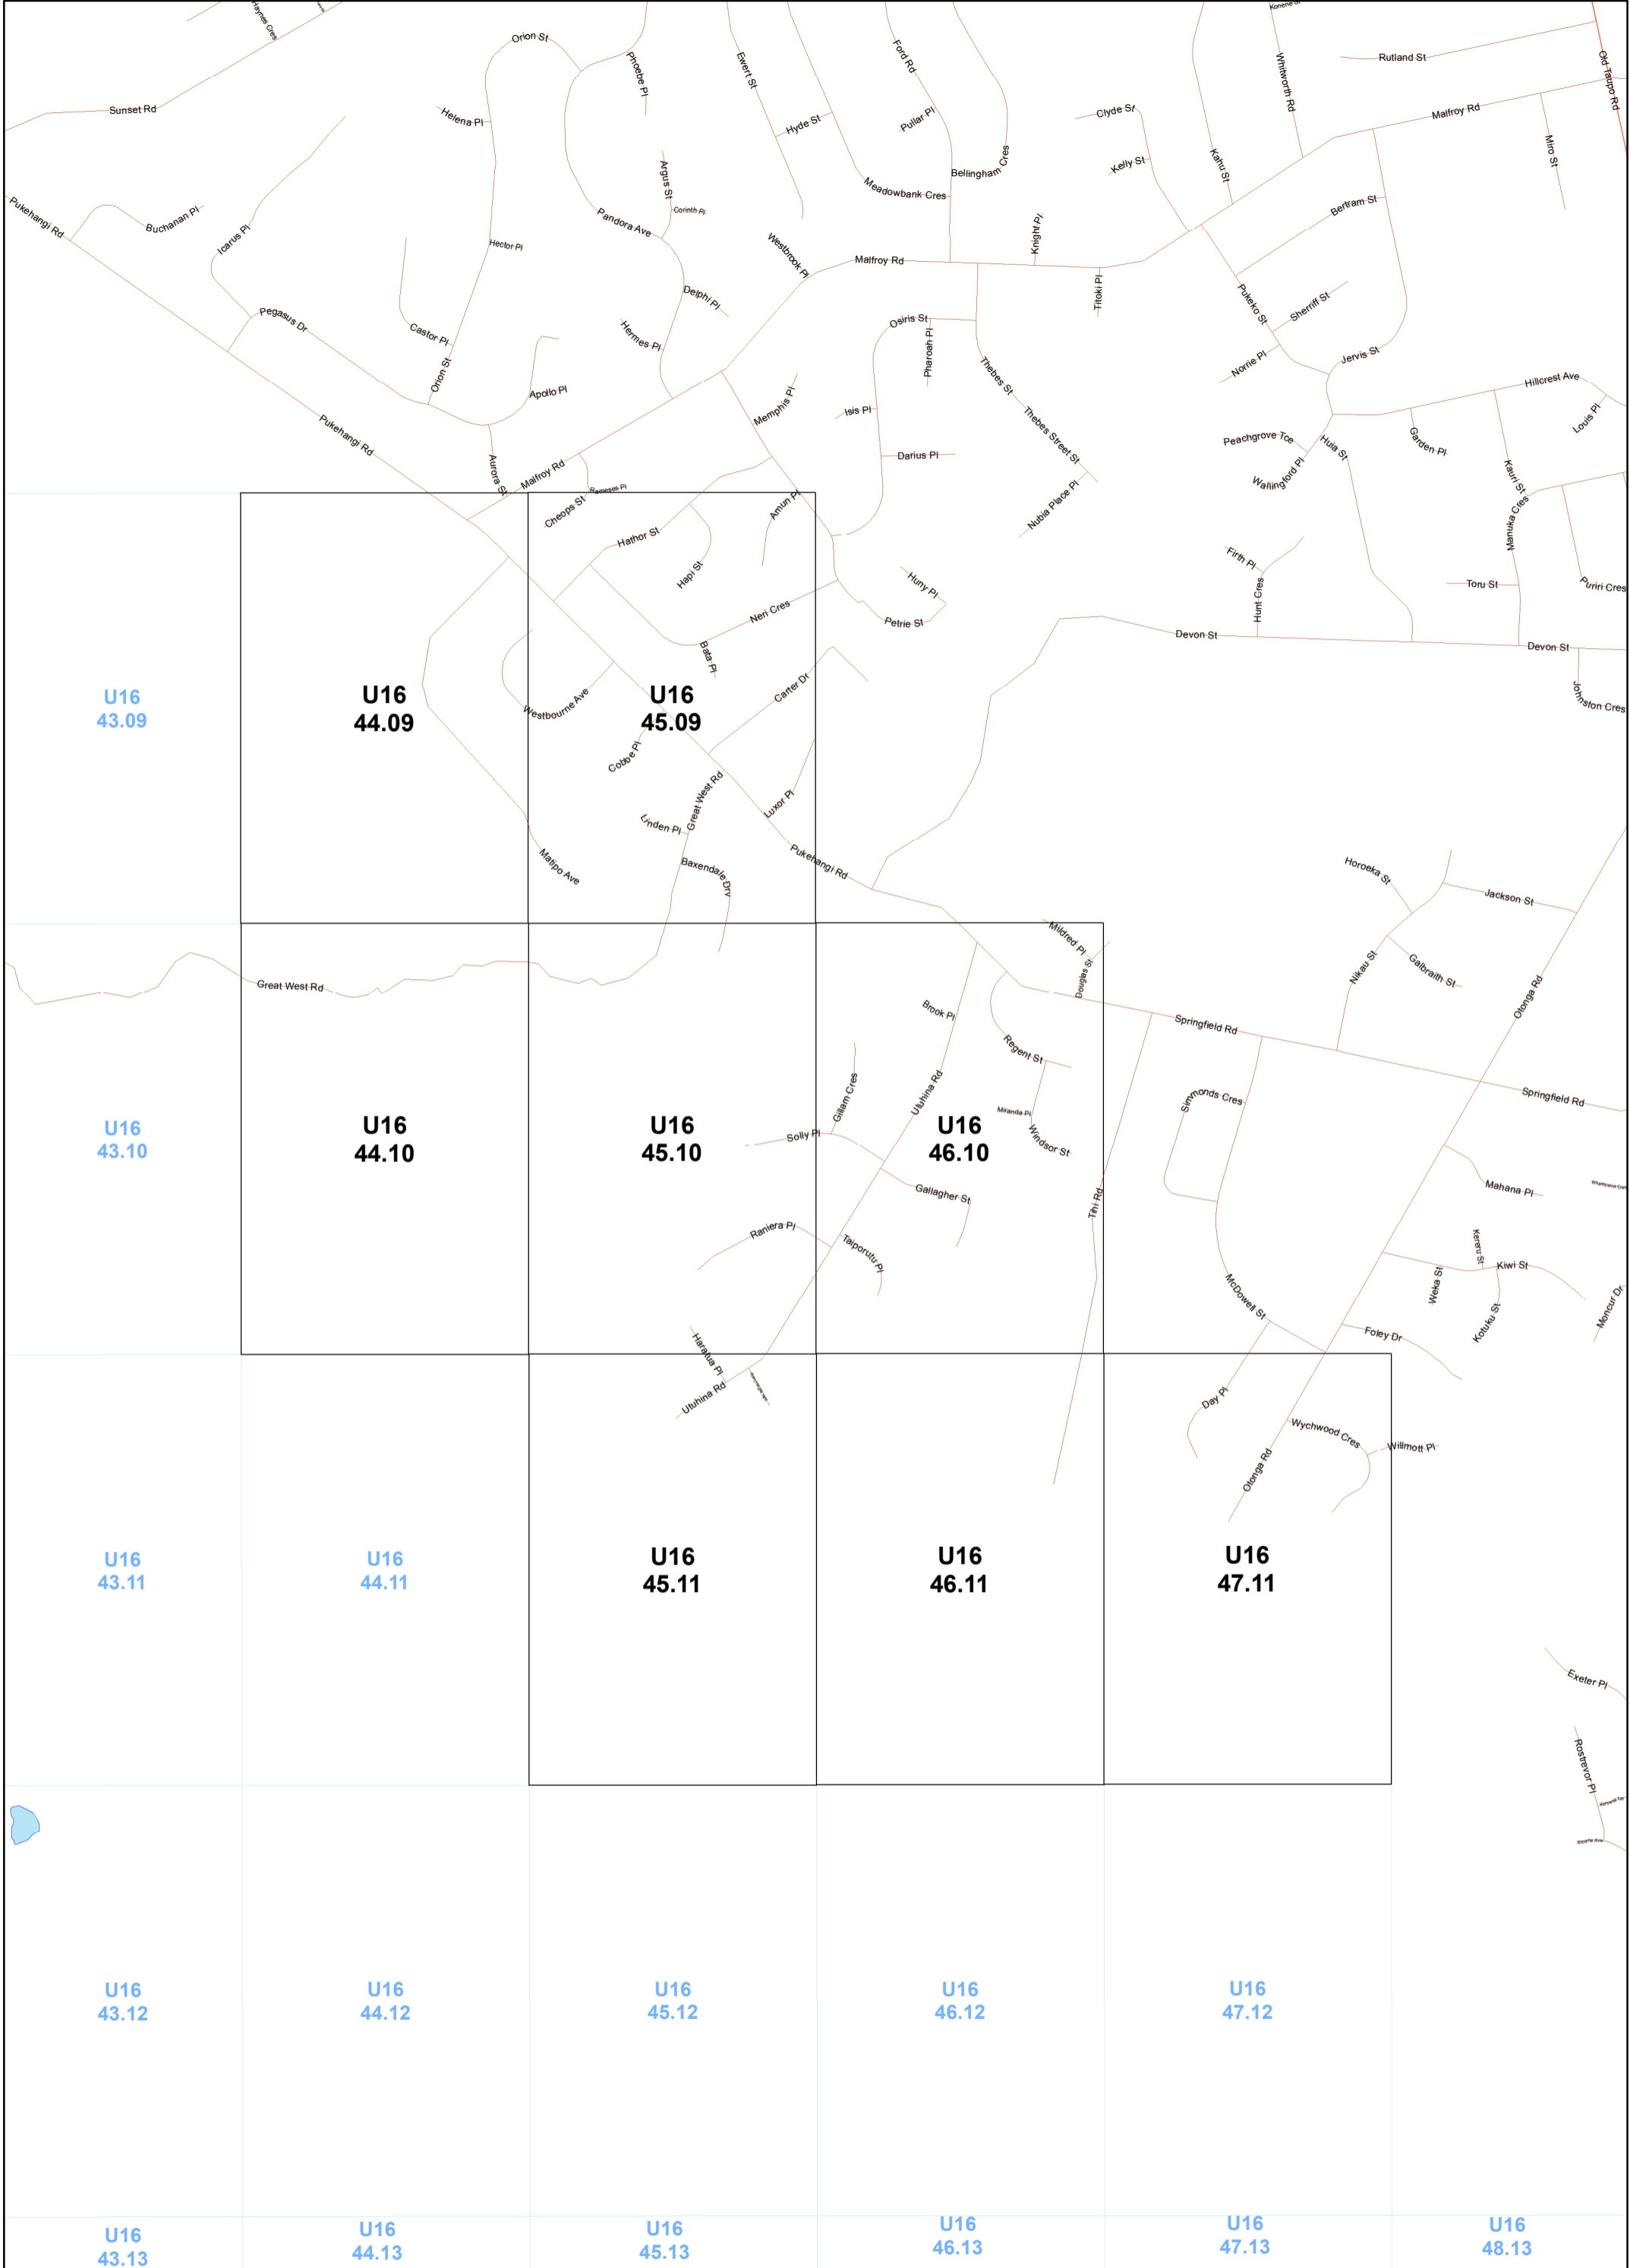 Haynes Cres
Konene St
Orion St
Phoebe Pl
Ewert St
Ford Rd
Whitworth Rd
Rutland St
Old Taupo Rd
Sunset Rd
Helena Pl
Hyde St
Pullar Pl
Clyde St
Malfroy Rd
Miro St
Kelly St
Kahu St
Bellingham Cres
Argus St
Meadowbank Cres
Pukehangi Rd
Buchanan Pl
Icarus Pl
Corinth Pl
Pandora Ave
Bertram St
Hector Pl
Westbrook Pl
Knight Pl
Malfroy Rd
Titoki Pl
Delphi Pl
Pukeko St
Sherriff St
Pegasus Dr
Castor Pl
Hermes Pl
Osiris St
Pharoah Pl
Thebes St
Norrie Pl
Jervis St
Orion St
Apollo Pl
Memphis Pl
Isis Pl
Hillcrest Ave
Louis Pl
Pukehangi Rd
Thebes Street St
Peachgrove Tce
Huia St
Garden Pl
Wallingford Pl
Darius Pl
Aurora St
Malfroy Rd
Rameses Pl
Kauri St
Cheops St
Amun Pl
Nubia Place Pl
Manuka Cres
Hathor St
Hapi St
Huny Pl
Firth Pl
Hunt Cres
Toru St
Puriri Cres
Neri Cres
Petrie St
Devon St
Devon St
Bata Pl
Carter Dr
Johnston Cres
U16
43.09
U16
44.09
U16
45.09
Westbourne Ave
Cobbe Pl
Great West Rd
Luxor Pl
Linden Pl
Matipo Ave
Baxendale Drv
Pukehangi Rd
Horoeka St
Jackson St
Mildred Pl
Douglas St
Nikau St
Galbraith St
Otonga Rd
Great West Rd
Brook Pl
Springfield Rd
Regent St
Gillam Cres
Utuhina Rd
Simmonds Cres
Springfield Rd
Miranda Pl
Windsor St
Solly Pl
U16
43.10
U16
44.10
U16
45.10
U16
46.10
Gallagher St
Tihi Rd
Mahana Pl
Raniera Pl
Taiporutu Pl
Kereru St
Kiwi St
Weka St
Kotuku St
Moncur Dr
McDowell St
Foley Dr
Haratua Pl
Utuhina Rd
Day Pl
Wychwood Cres
Willmott Pl
Otonga Rd
U16
43.11
U16
44.11
U16
45.11
U16
46.11
U16
47.11
Exeter Pl
Rostrevor Pl
U16
43.12
U16
44.12
U16
45.12
U16
46.12
U16
47.12
U16
43.13
U16
44.13
U16
45.13
U16
46.13
U16
47.13
U16
48.13